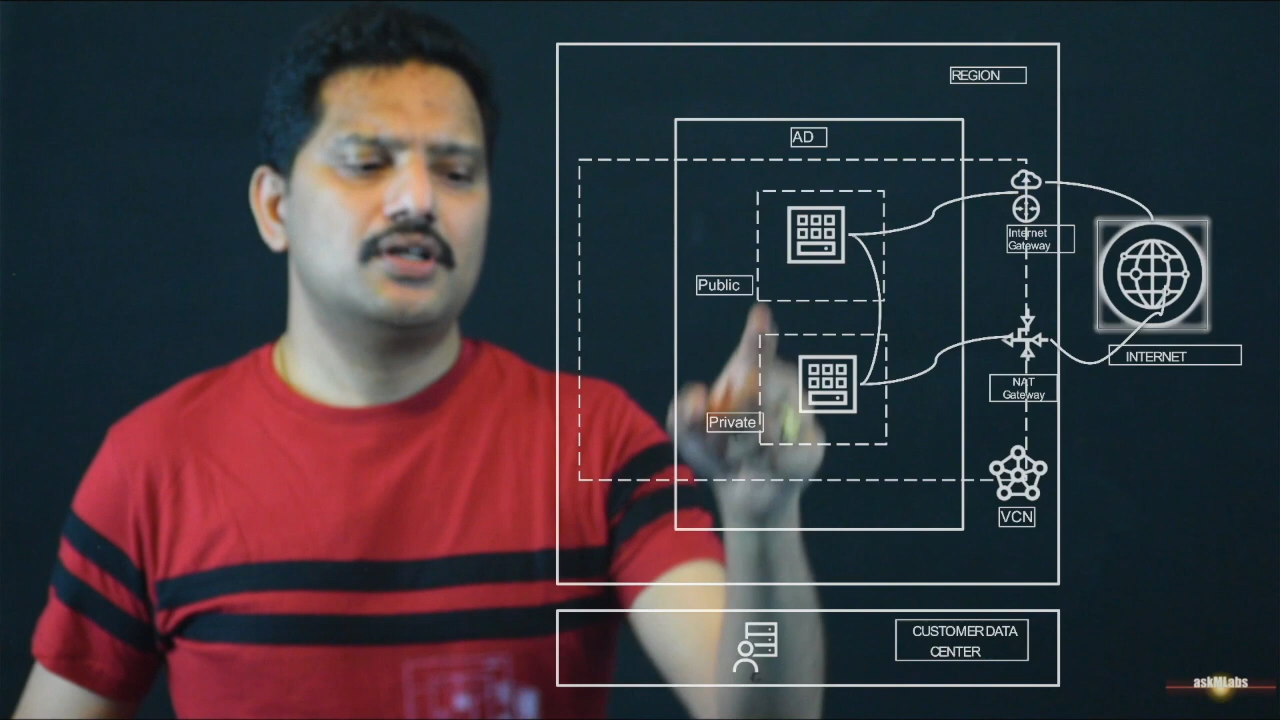 REGION
AD
Internet
Gateway
Public
INTERNET
NAT
Gateway
Private
VCN
CUSTOMER DATA
CENTER
askMLabs